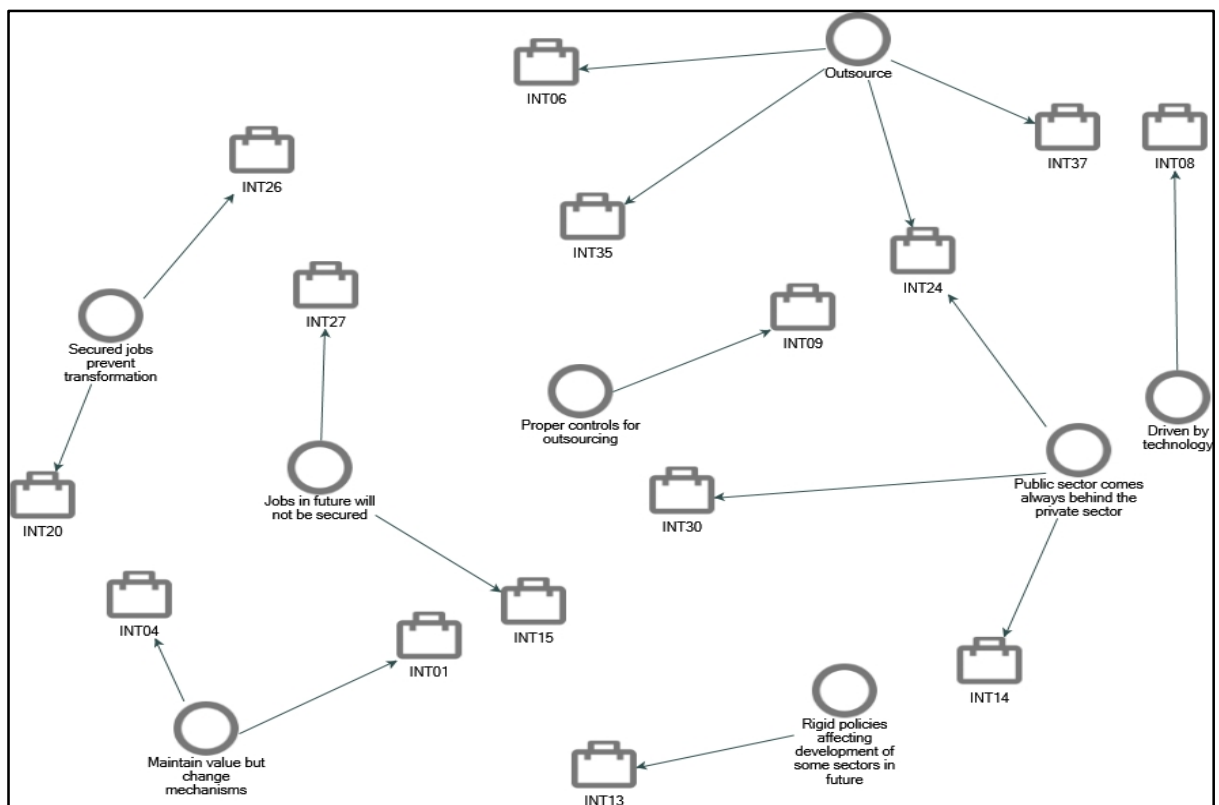 Outsource
INT06
INT37
INT08
INT26
INT35
INT24
INT27
INT09
Secured jobs
prevent
transformation
Proper controls for
outsourcing
Driven by
technology
Jobs in future will
not be secured
Public sector comes
always behind the
private sector
INT20
INT30
INT04
INT15
INT01
INT14
Rigid policies
affecting
development of
some sectors in
future
Maintain value but
change
mechanisms
INT13